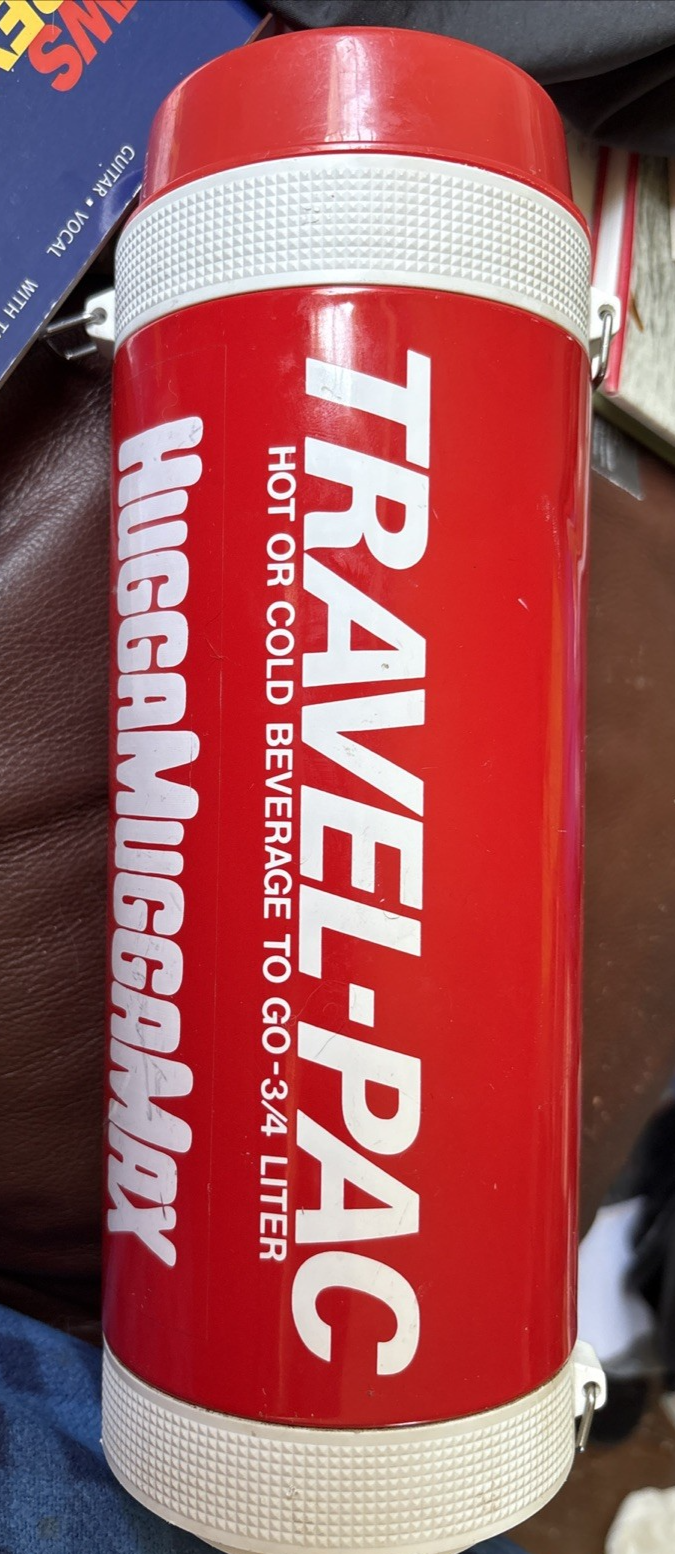 TRAVEL·PAC
HOT OR COLD BEVERAGE TO GO - 3/4 LITER
HUGGAMUGGAMAX
GUITAR • VOCAL
WITH